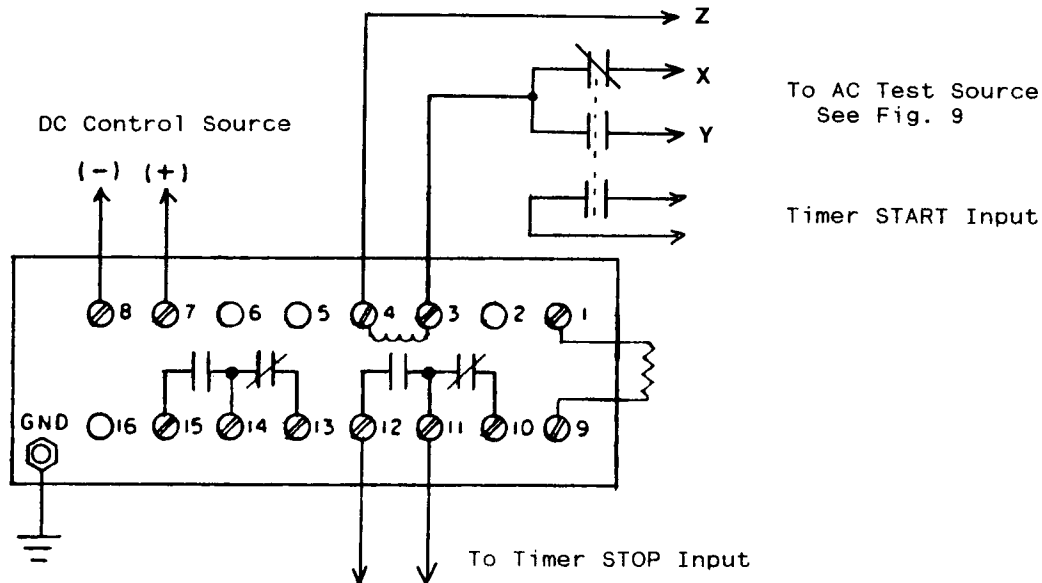 Z
X
To AC Test Source
See Fig. 9
DC Control Source
Y
(-) (+)
Timer START Input
8 7 6 5 4 3 2 1
GND 16 15 14 13 12 11 10 9
To Timer STOP Input